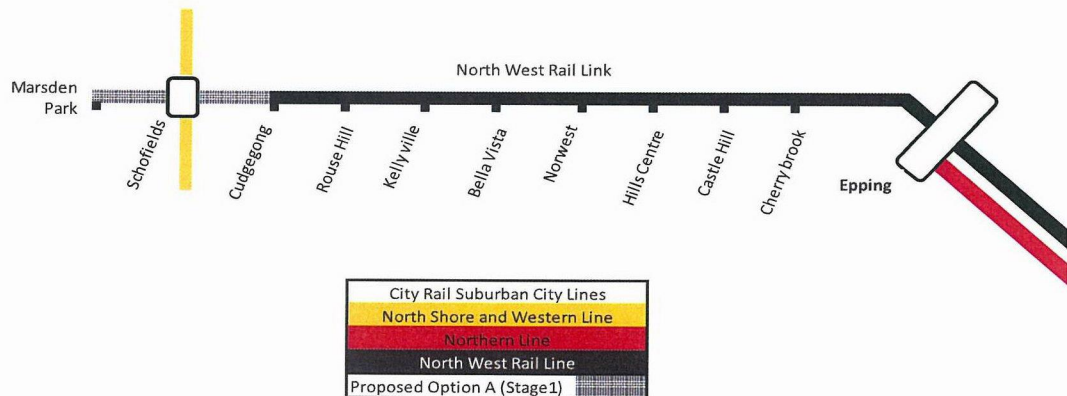 North West Rail Link
Marsden
Park
Schofields
Cudgegong
Rouse Hill
Kellyville
Bella Vista
Norwest
Hills Centre
Castle Hill
Cherrybrook
Epping
City Rail Suburban City Lines
North Shore and Western Line
Northern Line
North West Rail Line
Proposed Option A (Stage1)